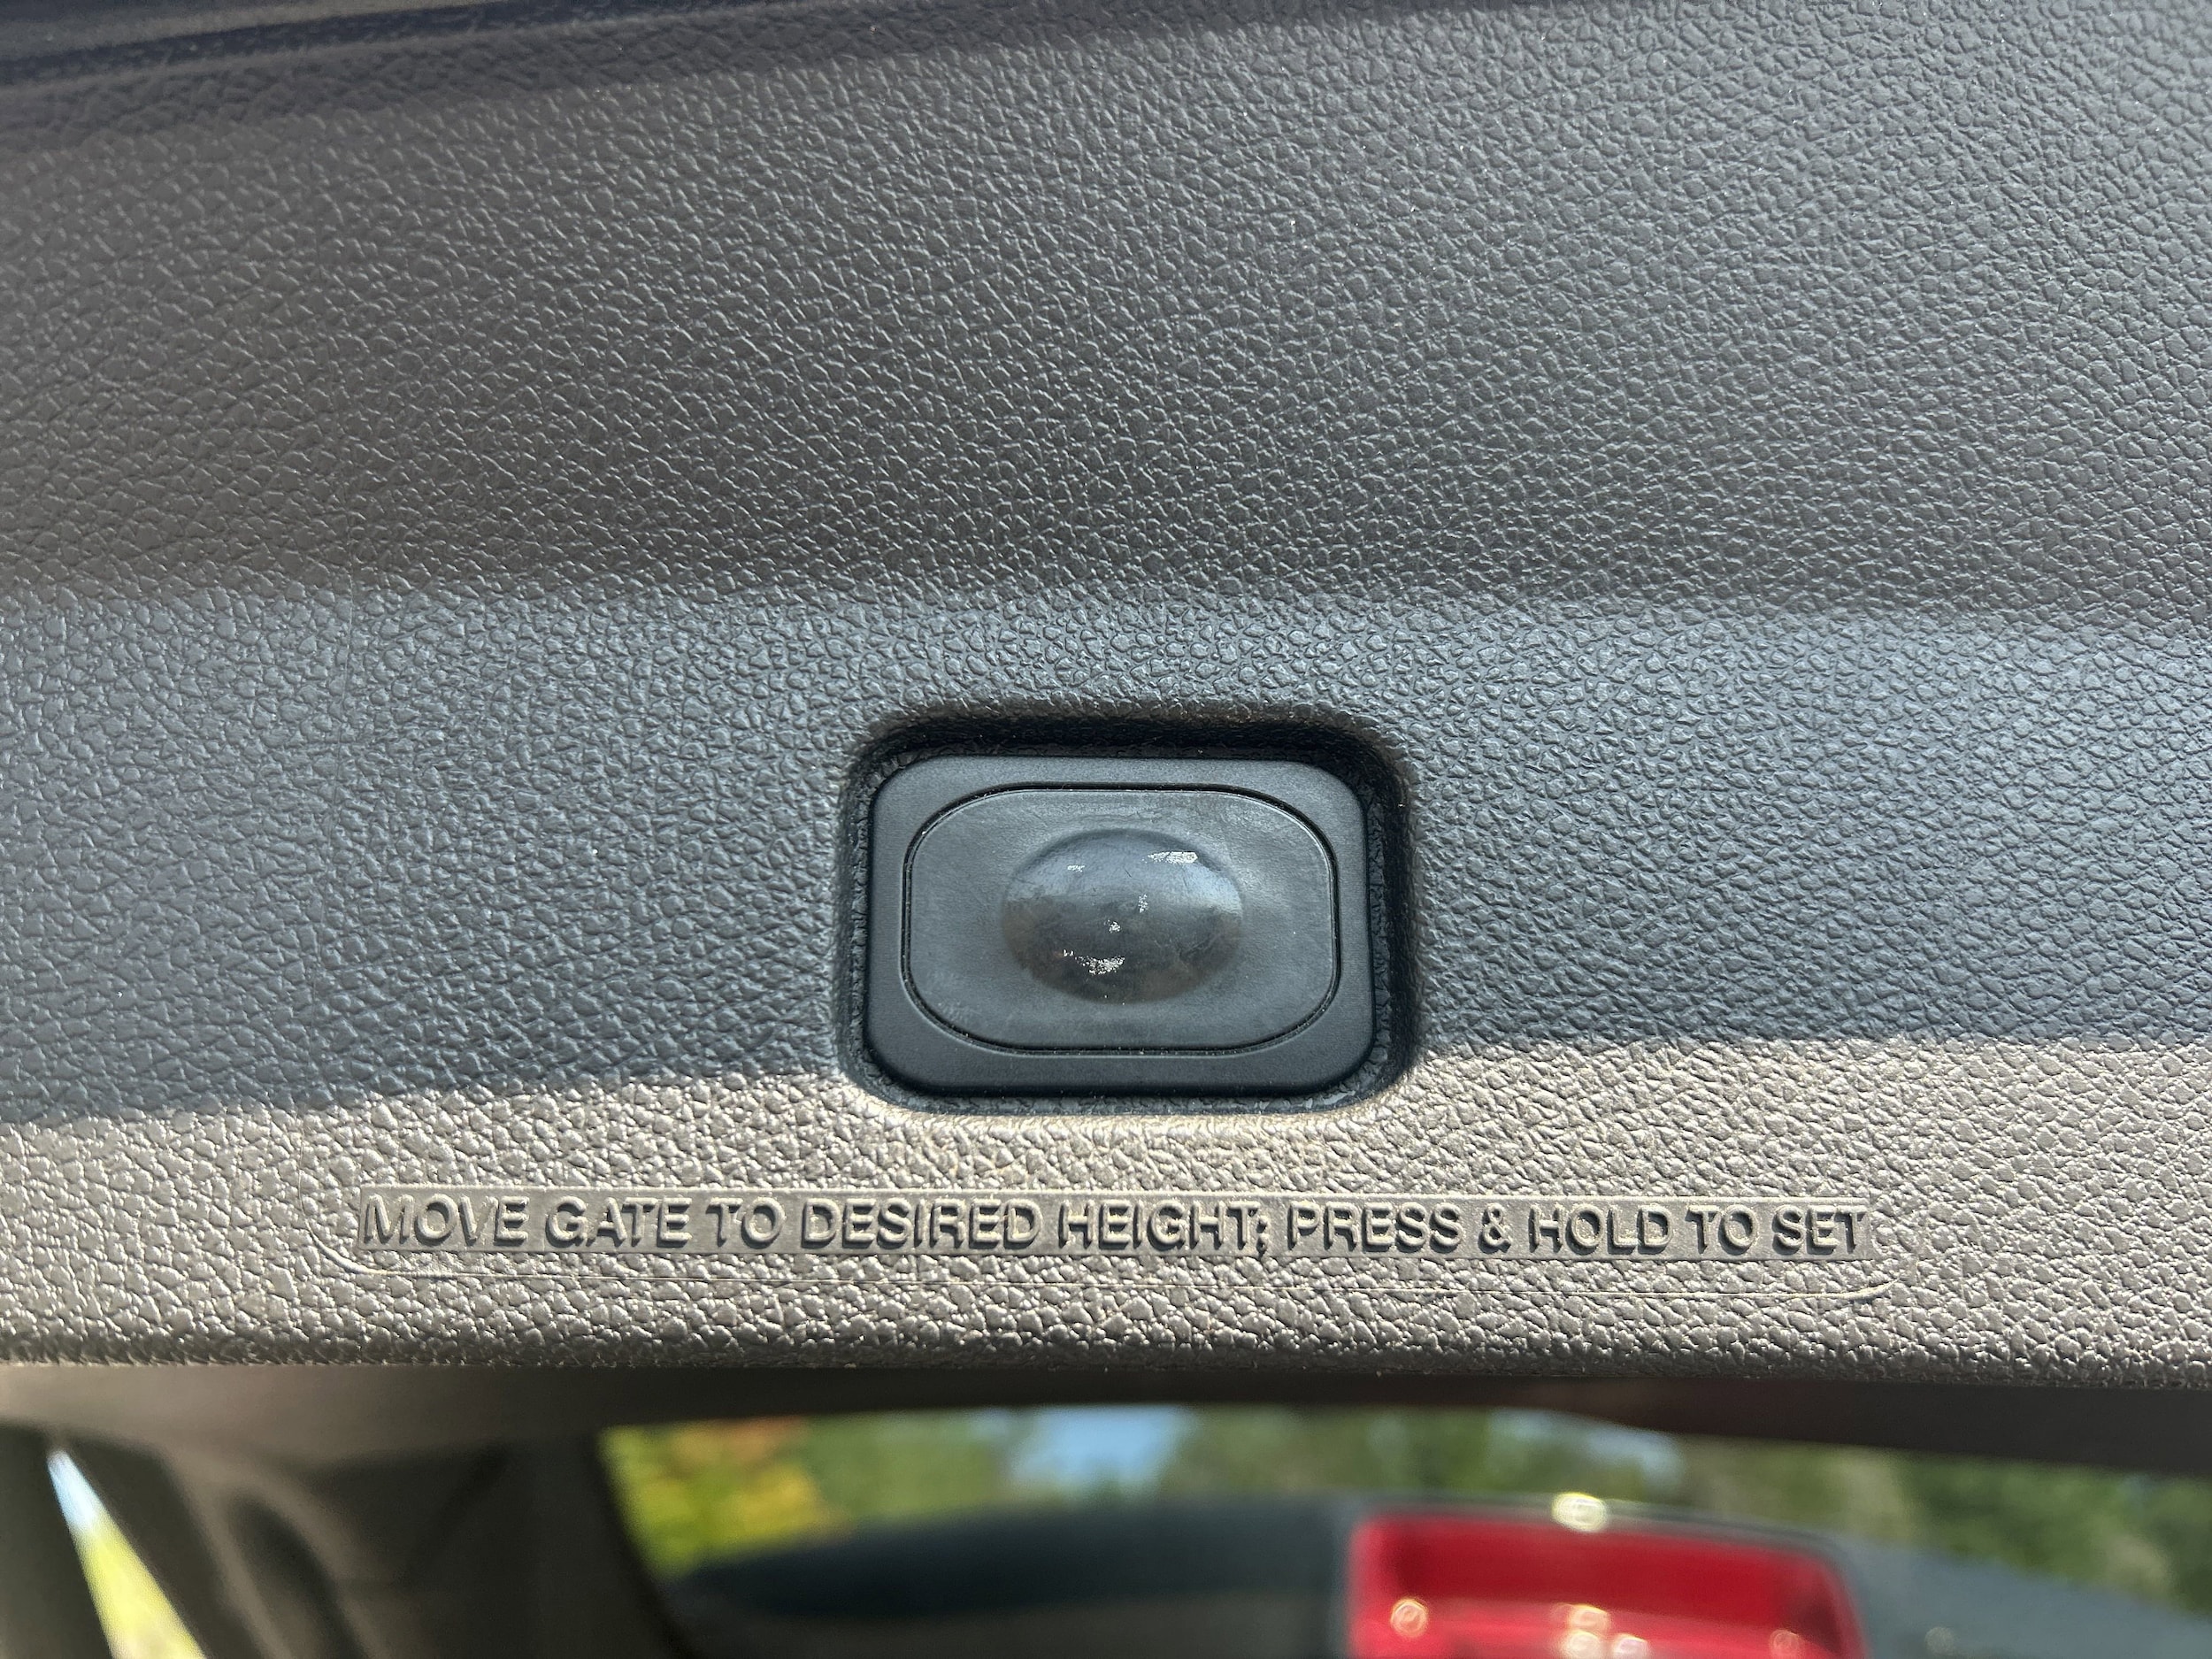 MOVE GATE TO DESIRED HEIGHT; PRESS & HOLD TO SET